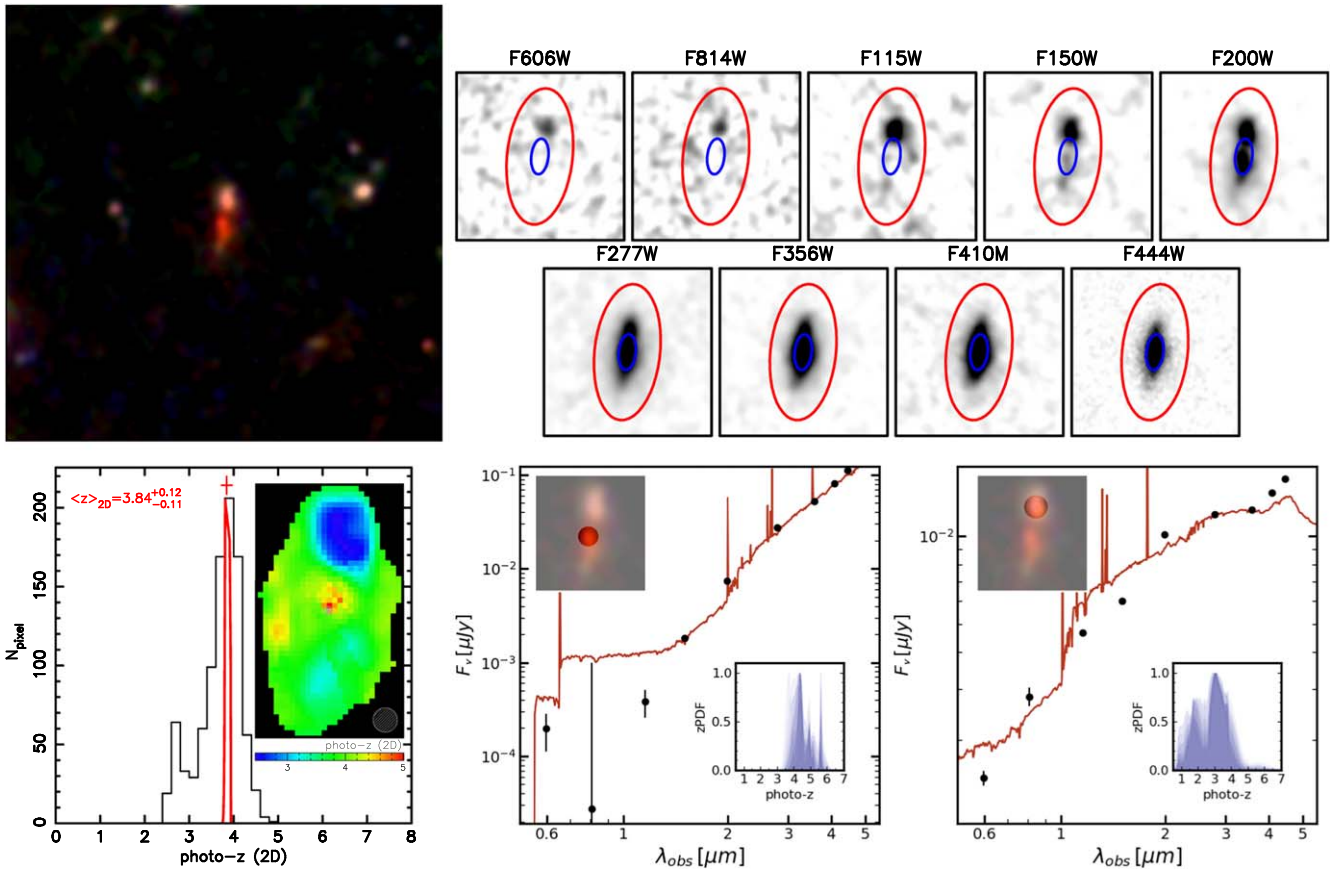 F606W F814W F115W F150W F200W
F277W F356W F410M F444W
<z>2D=3.84+0.12−0.11
200
150
100
50
0
Npixel
0 1 2 3 4 5 6 7 8
photo-z (2D)
photo-z (2D)
3 4 5
10−1
10−2
10−3
10−4
Fν [μJy]
0.6 1 2 3 4 5
λobs [μm]
1.0
0.5
0.0
zPDF
1 2 3 4 5 6 7
photo-z
10−2
Fν [μJy]
0.6 1 2 3 4 5
λobs [μm]
1.0
0.5
0.0
zPDF
1 2 3 4 5 6 7
photo-z